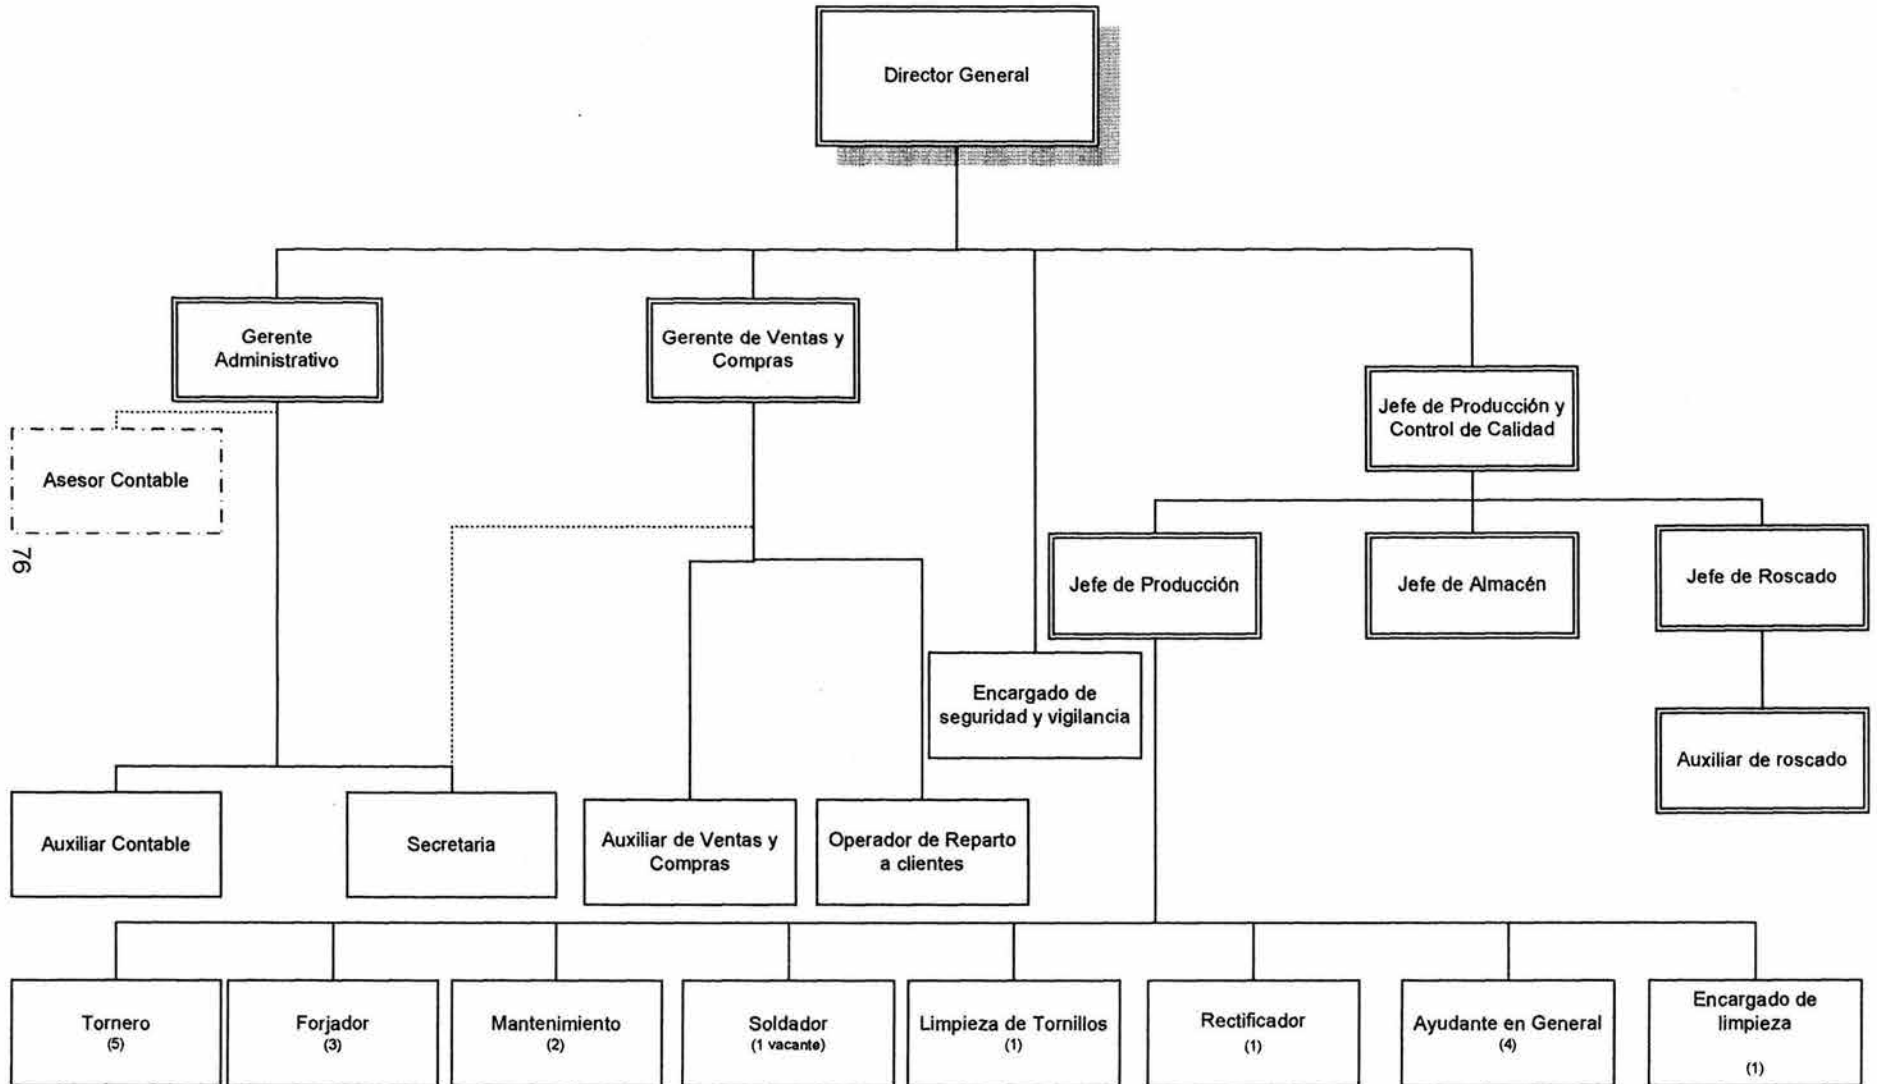 Director General
Gerente
Administrativo
Gerente de Ventas y
Compras
Jefe de Producción y
Control de Calidad
Asesor Contable
76
Jefe de Producción
Jefe de Almacén
Jefe de Roscado
Encargado de
seguridad y vigilancia
Auxiliar de roscado
Auxiliar Contable
Secretaria
Auxiliar de Ventas y
Compras
Operador de Reparto
a clientes
Tornero
(5)
Forjador
(3)
Mantenimiento
(2)
Soldador
(1 vacante)
Limpieza de Tornillos
(1)
Rectificador
(1)
Ayudante en General
(4)
Encargado de
limpieza
(1)